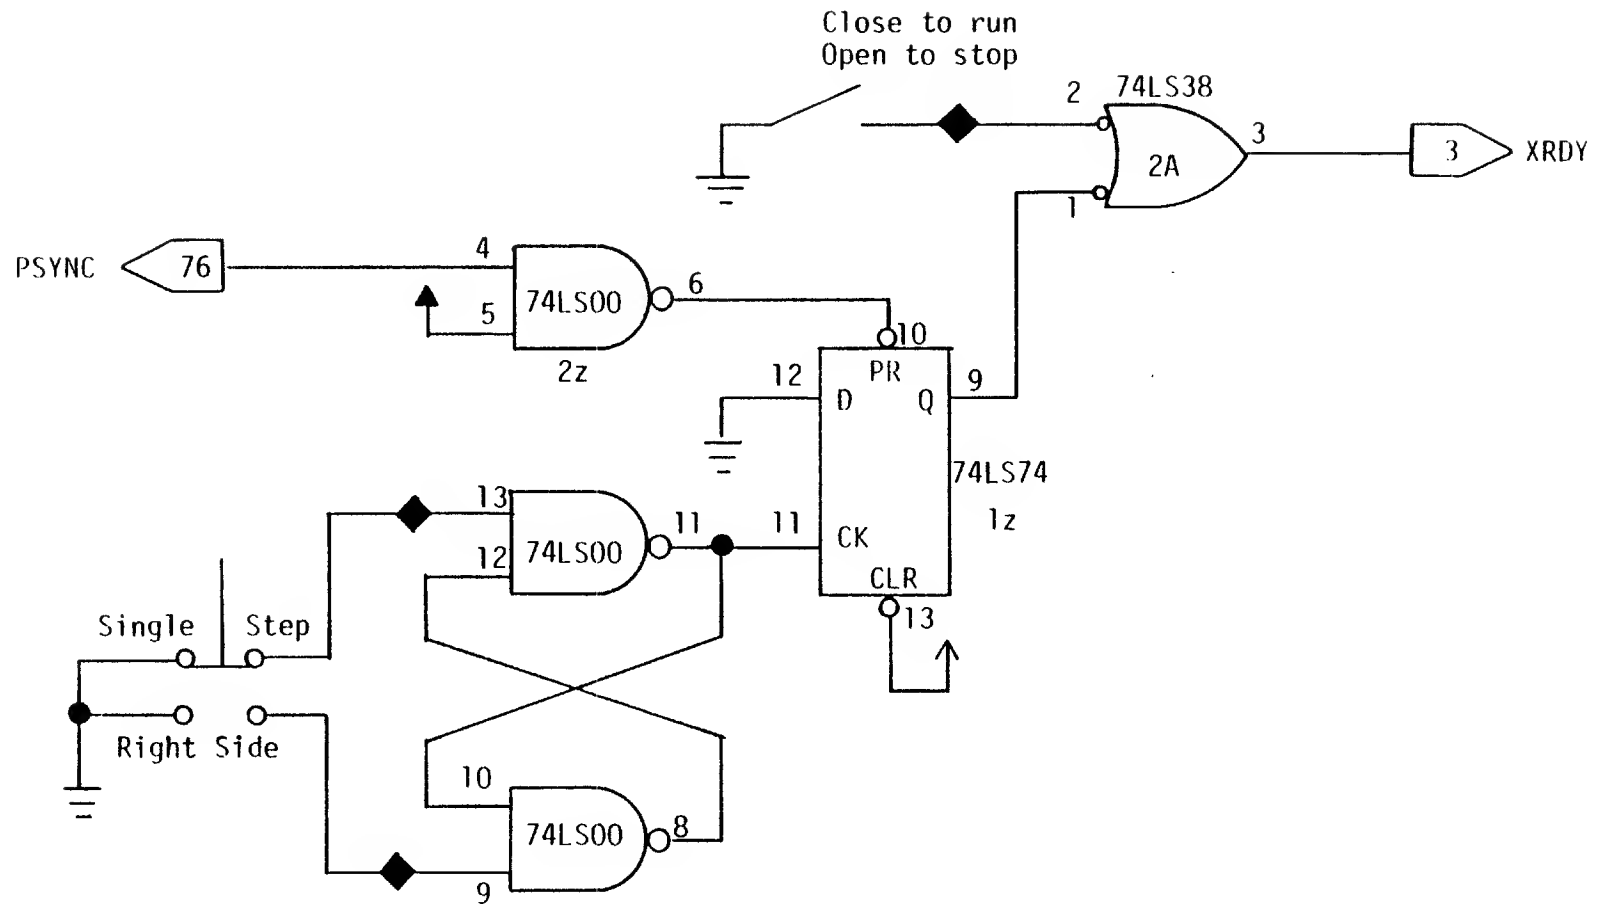 Close to run
Open to stop
74LS38
2
3
2A
3
XRDY
1
PSYNC
76
4
74LS00
6
5
2z
10
PR
12
D
Q
9
74LS74
1z
13
74LS00
11
11
CK
12
CLR
13
Single
Step
Right Side
10
74LS00
8
9